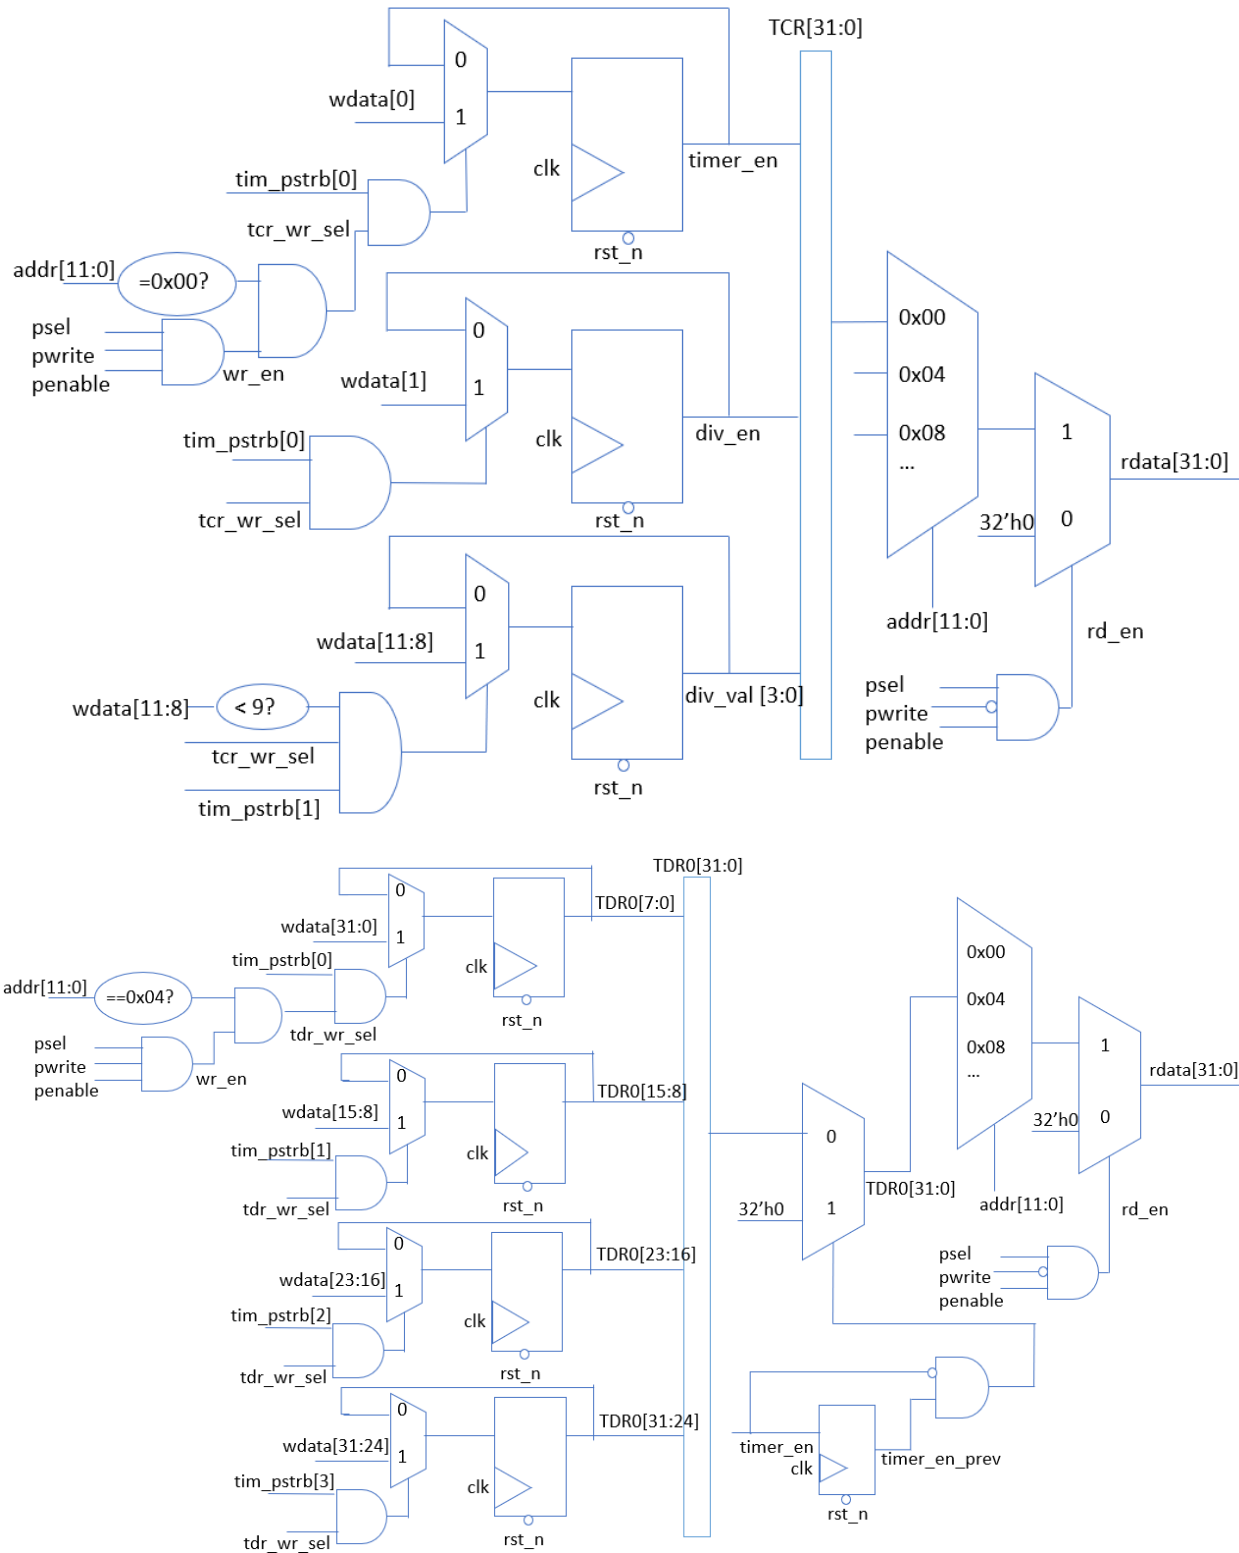 TCR[31:0]
0
wdata[0]
1
clk
timer_en
tim_pstrb[0]
tcr_wr_sel
rst_n
addr[11:0]
=0x00?
psel
pwrite
penable
wr_en
0
wdata[1]
1
clk
div_en
tim_pstrb[0]
tcr_wr_sel
rst_n
0
wdata[11:8]
1
clk
div_val [3:0]
wdata[11:8]
< 9?
tcr_wr_sel
tim_pstrb[1]
rst_n
0x00
0x04
0x08
...
1
rdata[31:0]
32'h0
0
addr[11:0]
rd_en
psel
pwrite
penable
TDR0[31:0]
0
TDR0[7:0]
wdata[31:0]
1
tim_pstrb[0]
clk
addr[11:0]
==0x04?
tdr_wr_sel
rst_n
psel
pwrite
penable
wr_en
0
TDR0[15:8]
wdata[15:8]
1
tim_pstrb[1]
clk
tdr_wr_sel
rst_n
0
TDR0[23:16]
wdata[23:16]
1
tim_pstrb[2]
clk
tdr_wr_sel
rst_n
0
TDR0[31:24]
wdata[31:24]
1
tim_pstrb[3]
clk
tdr_wr_sel
rst_n
0x00
0x04
0x08
...
1
rdata[31:0]
32'h0
0
0
32'h0
1
TDR0[31:0]
addr[11:0]
rd_en
psel
pwrite
penable
timer_en
clk
timer_en_prev
rst_n